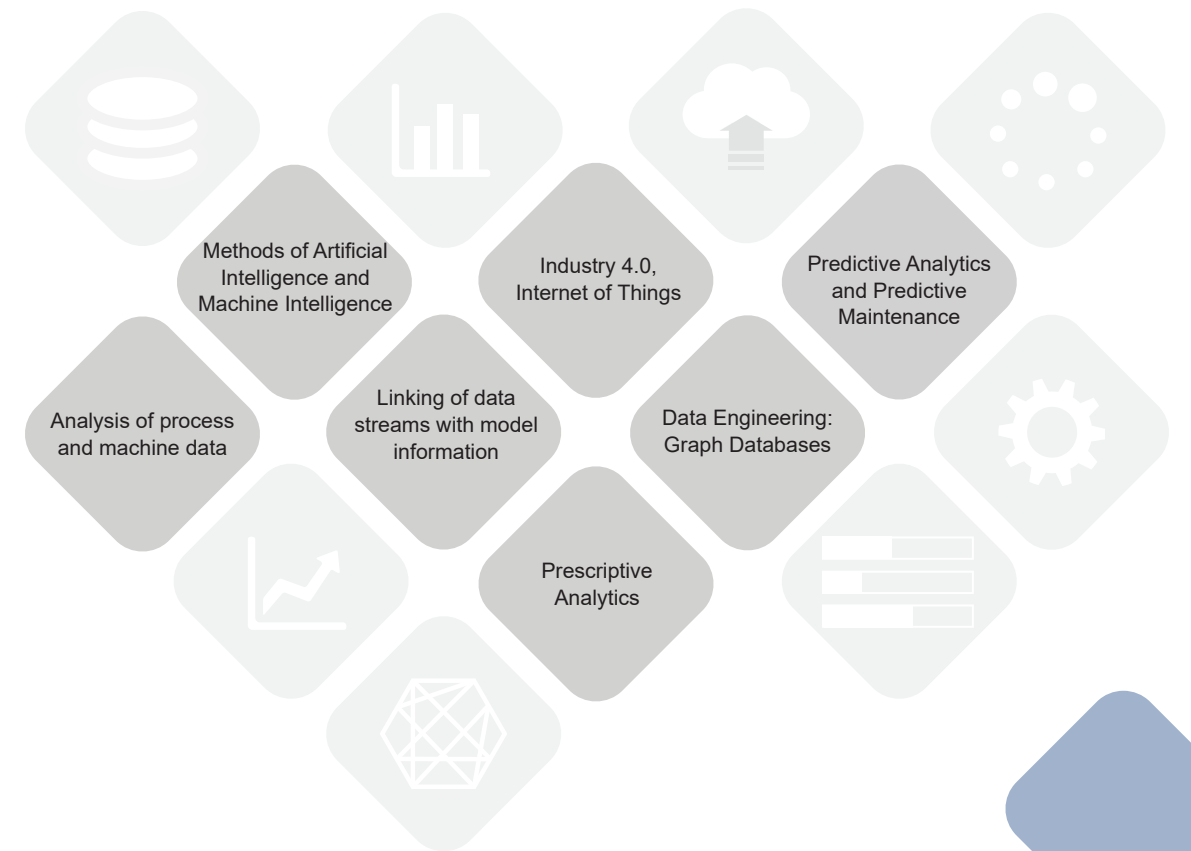 Methods of Artificial
Intelligence and
Machine Intelligence
Industry 4.0,
Internet of Things
Predictive Analytics
and Predictive
Maintenance
Analysis of process
and machine data
Linking of data
streams with model
information
Data Engineering:
Graph Databases
Prescriptive
Analytics